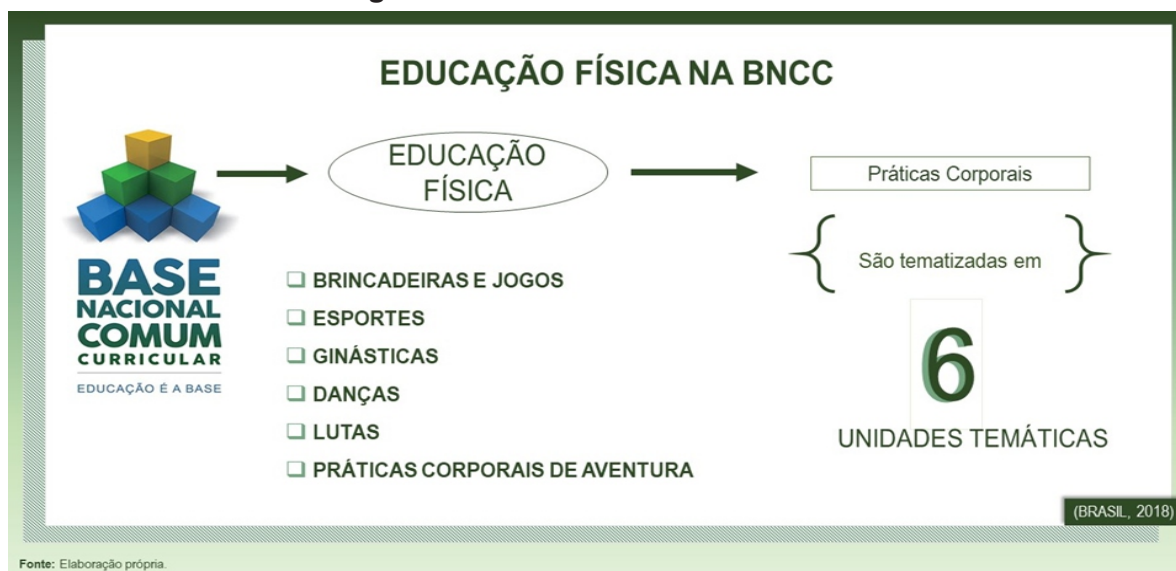 EDUCAÇÃO FÍSICA NA BNCC
BASE
NACIONAL
COMUM
CURRICULAR
EDUCAÇÃO É A BASE
EDUCAÇÃO
FÍSICA
☐ BRINCADEIRAS E JOGOS
☐ ESPORTES
☐ GINÁSTICAS
☐ DANÇAS
☐ LUTAS
☐ PRÁTICAS CORPORAIS DE AVENTURA
Práticas Corporais
São tematizadas em
6
UNIDADES TEMÁTICAS
(BRASIL, 2018)
Fonte: Elaboração própria.